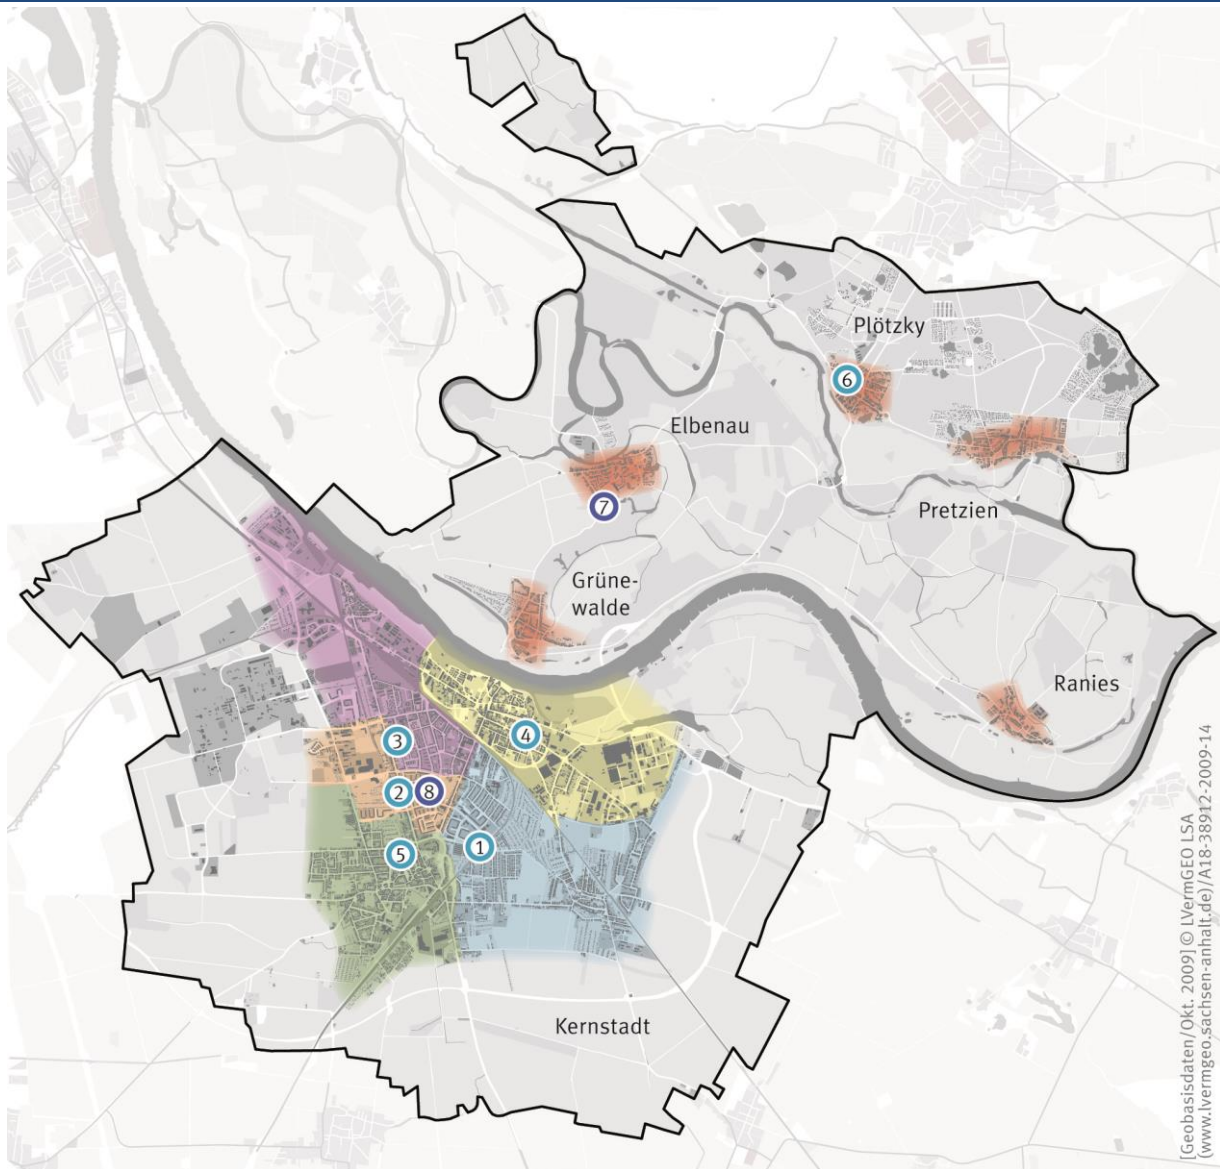 Plötzky
6
Elbenau
7
Pretzien
Grüne-
walde
Ranies
3
4
2
8
1
5
Kernstadt
[Geobasisdaten/Okt. 2009] © LVermGEO LSA
(www.lvermgeo.sachsen-anhalt.de)/A18-38912-2009-14